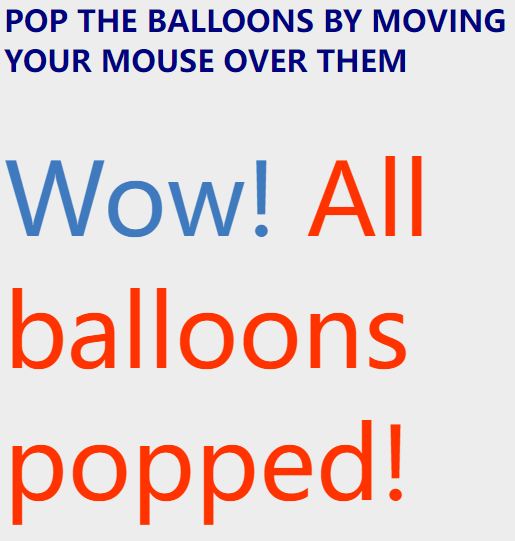 POP THE BALLOONS BY MOVING
YOUR MOUSE OVER THEM
Wow! All
balloons
popped!